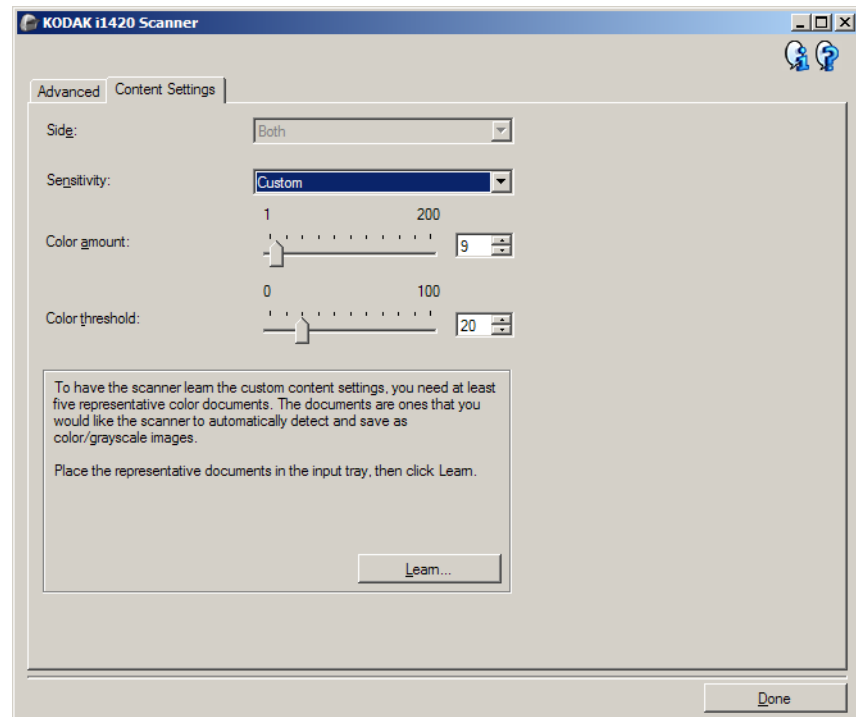 KODAK i1420 Scanner
Advanced
Content Settings
Side:
Both
Sensitivity:
Custom
1 200
Color amount:
9
0 100
Color threshold:
20
To have the scanner learn the custom content settings, you need at least
five representative color documents. The documents are ones that you
would like the scanner to automatically detect and save as
color/grayscale images.
Place the representative documents in the input tray, then click Learn.
Learn...
Done